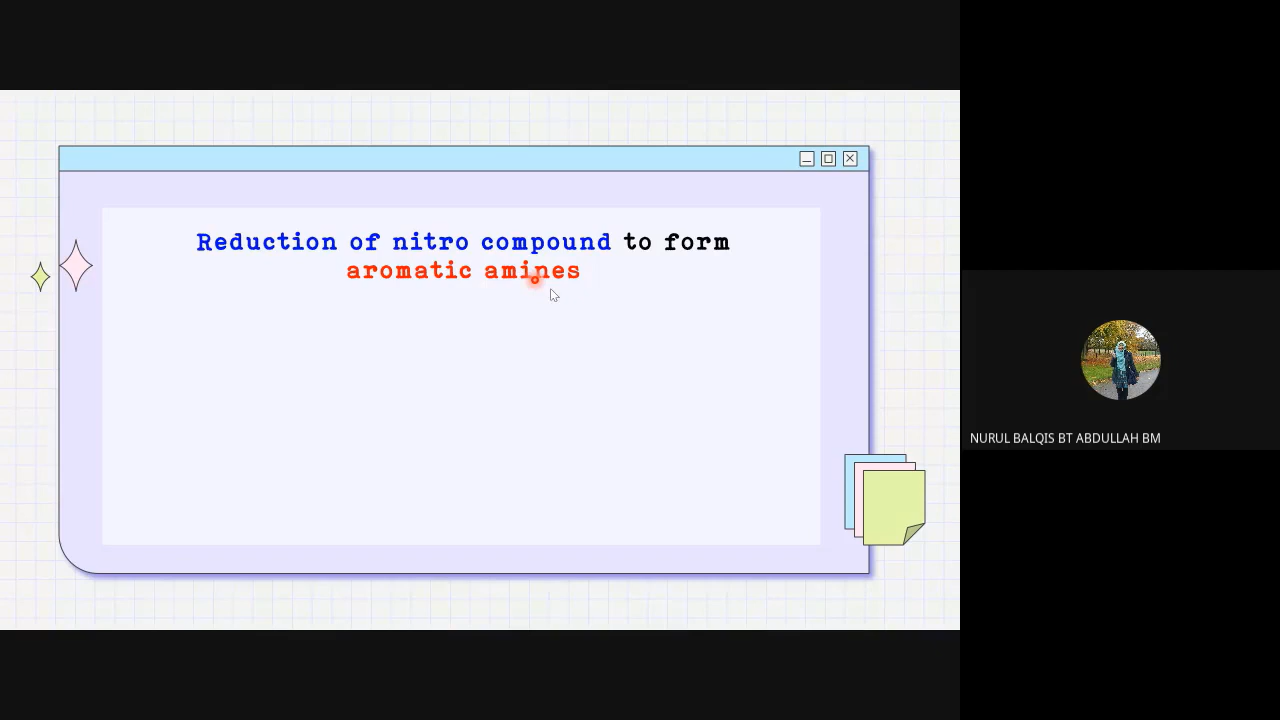 Reduction of nitro compound to form
aromatic amines
NURUL BALQIS BT ABDULLAH BM